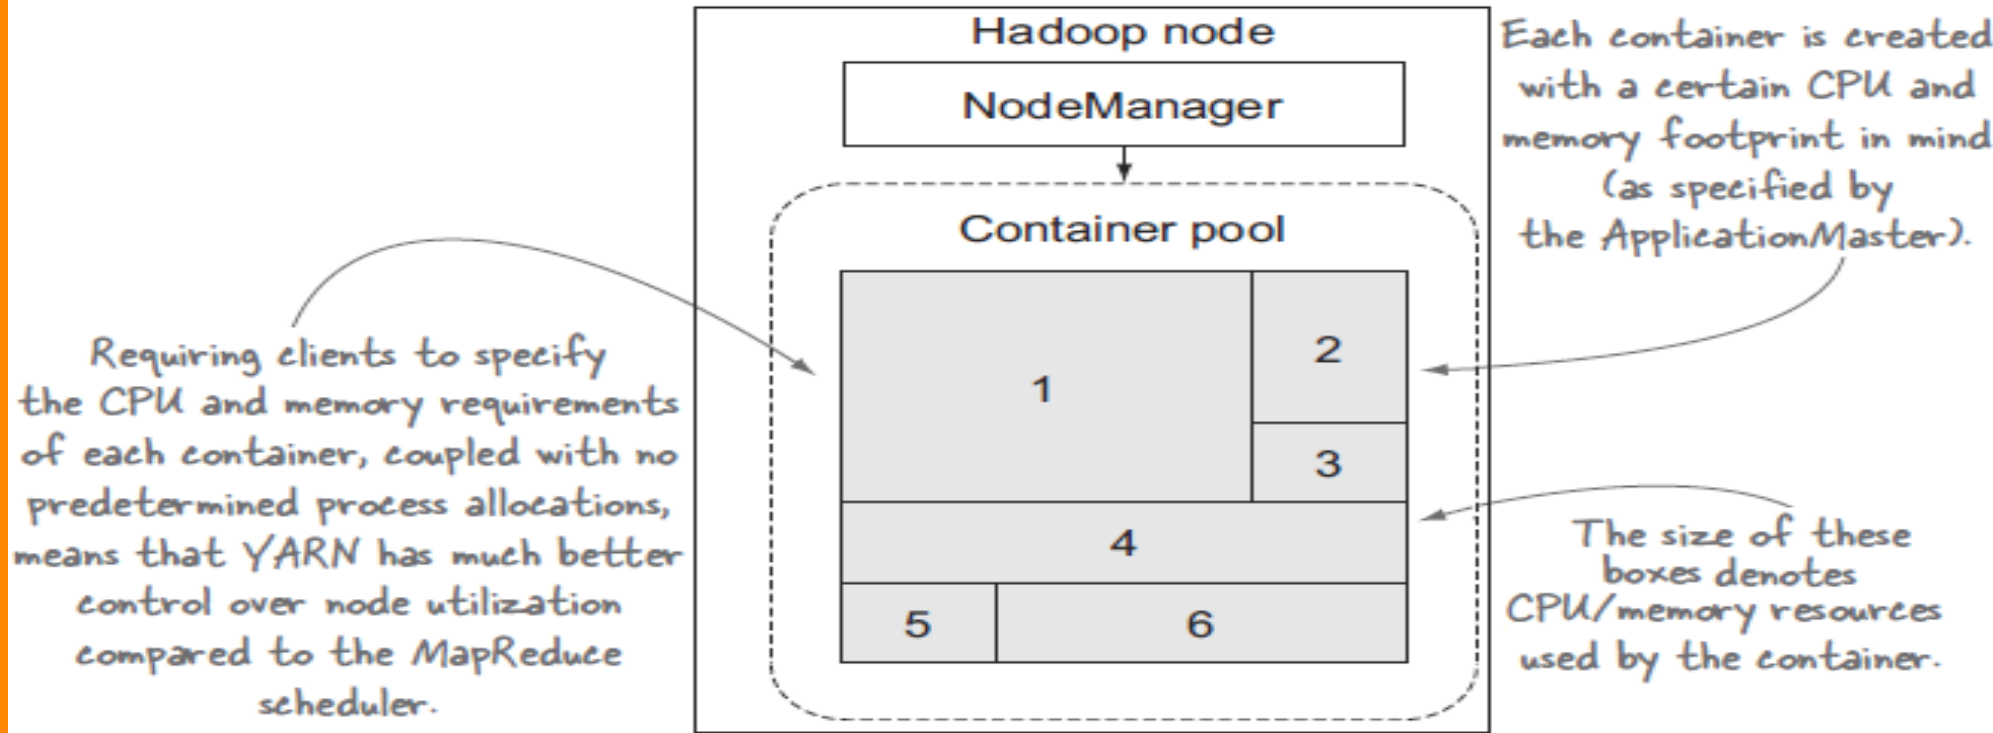 Hadoop node
NodeManager
Container pool
1
2
3
4
5
6
Requiring clients to specify
the CPU and memory requirements
of each container, coupled with no
predetermined process allocations,
means that YARN has much better
control over node utilization
compared to the MapReduce
scheduler.
Each container is created
with a certain CPU and
memory footprint in mind
(as specified by
the ApplicationMaster).
The size of these
boxes denotes
CPU/memory resources
used by the container.